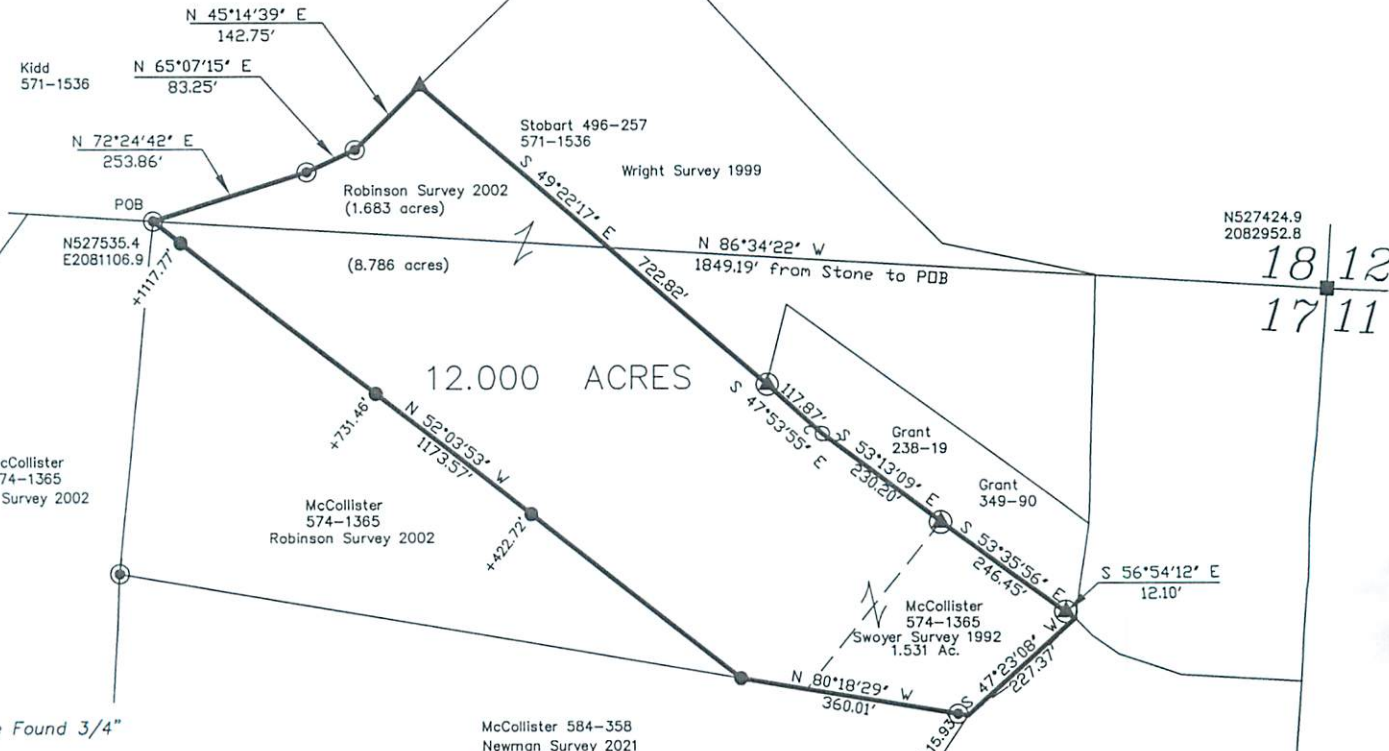 N 45°14'39" E
142.75'
Kidd
571-1536
N 65°07'15" E
83.25'
N 72°24'42" E
253.86'
Stobart 496-257
571-1536
Wright Survey 1999
S 49°22'17" E
722.82'
Robinson Survey 2002
(1.683 acres)
POB
N527535.4
E2081106.9
(8.786 acres)
N 86°34'22" W
1849.19' from Stone to POB
N527424.9
2082952.8
18 12
17 11
+1117.77'
12.000 ACRES
117.87'
S 47°53'55" E
+731.46'
N 52°03'53" W
1173.57'
S 53°13'09" E
230.20'
Grant
238-19
Grant
349-90
cCollister
74-1365
Survey 2002
McCollister
574-1365
Robinson Survey 2002
+422.72'
S 53°35'56" E
246.45'
S 56°54'12" E
12.10'
McCollister
574-1365
Swoyer Survey 1992
1.531 Ac.
S 47°23'08" W
227.37'
N 80°18'29" W
360.01'
15.93'
Found 3/4"
McCollister 584-358
Newman Survey 2021